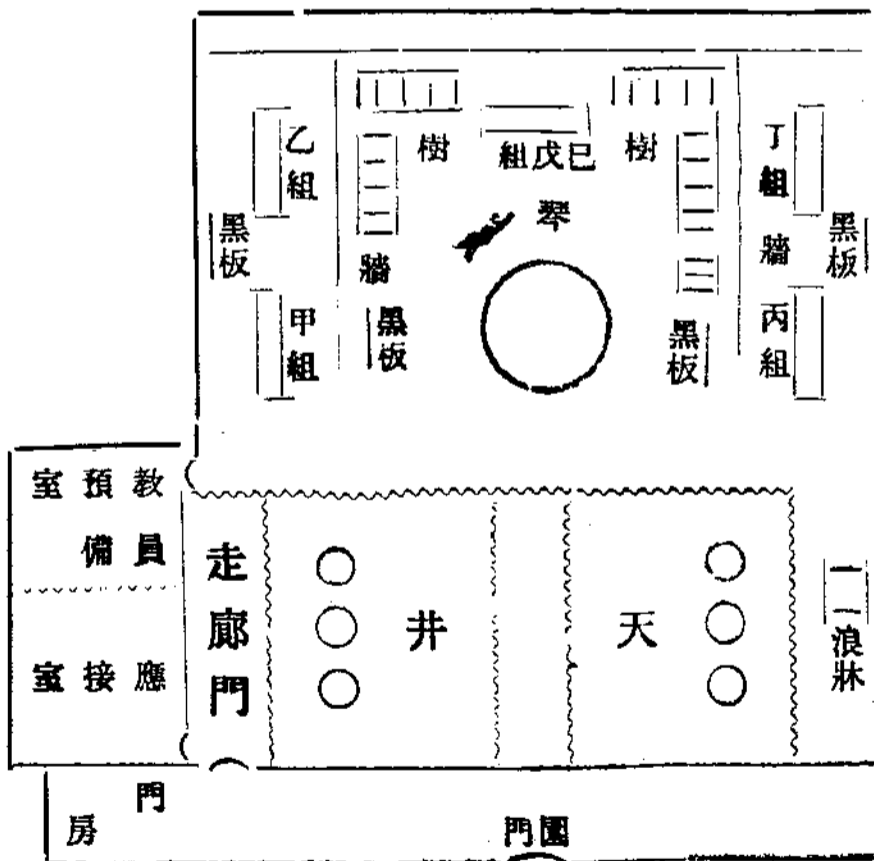 乙組
樹
己戊組
樹
丁組
黑板
琴
牆
黑板
牆
甲組
黑板
黑板
丙組
教員預備室
走廊門
天井
浪牀
應接室
門房
園門